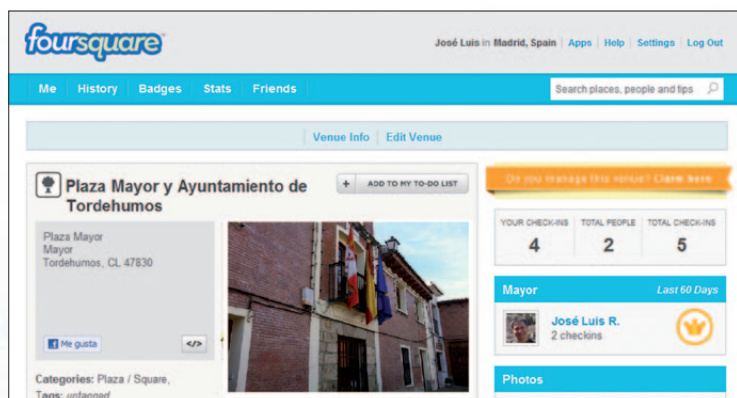 foursquare
José Luis in Madrid, Spain | Apps | Help | Settings | Log Out
Me History Badges Stats Friends
Search places, people and tips
Venue Info | Edit Venue
Plaza Mayor y Ayuntamiento de
Tordehumos
+ ADD TO MY TO-DO LIST
Plaza Mayor
Mayor
Tordehumos, CL 47830
Me gusta
</>
Categories: Plaza / Square,
Tags: untagged
Do you manage this venue? Claim here
YOUR CHECK-INS TOTAL PEOPLE TOTAL CHECK-INS
4 2 5
Mayor Last 60 Days
José Luis R.
2 checkins
Photos